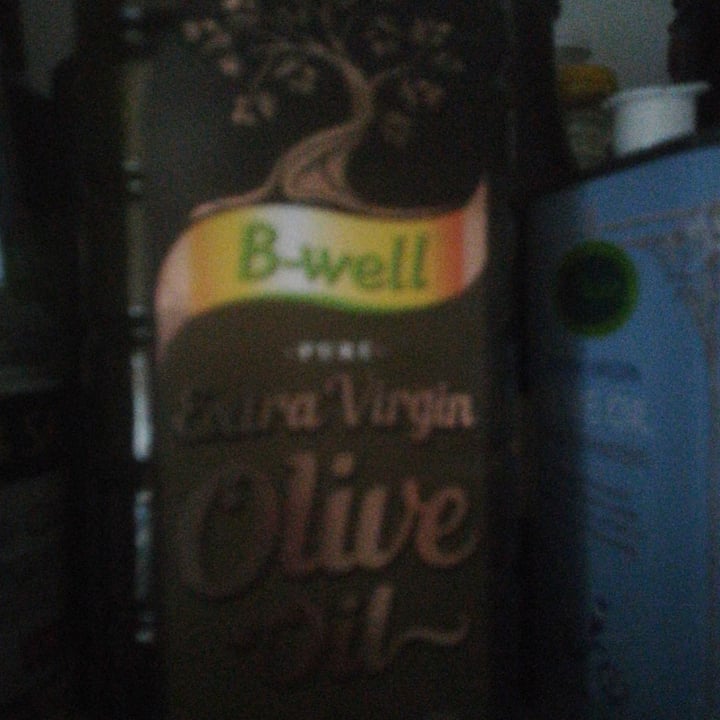 B-well
PURE
Extra Virgin
Olive
Oil